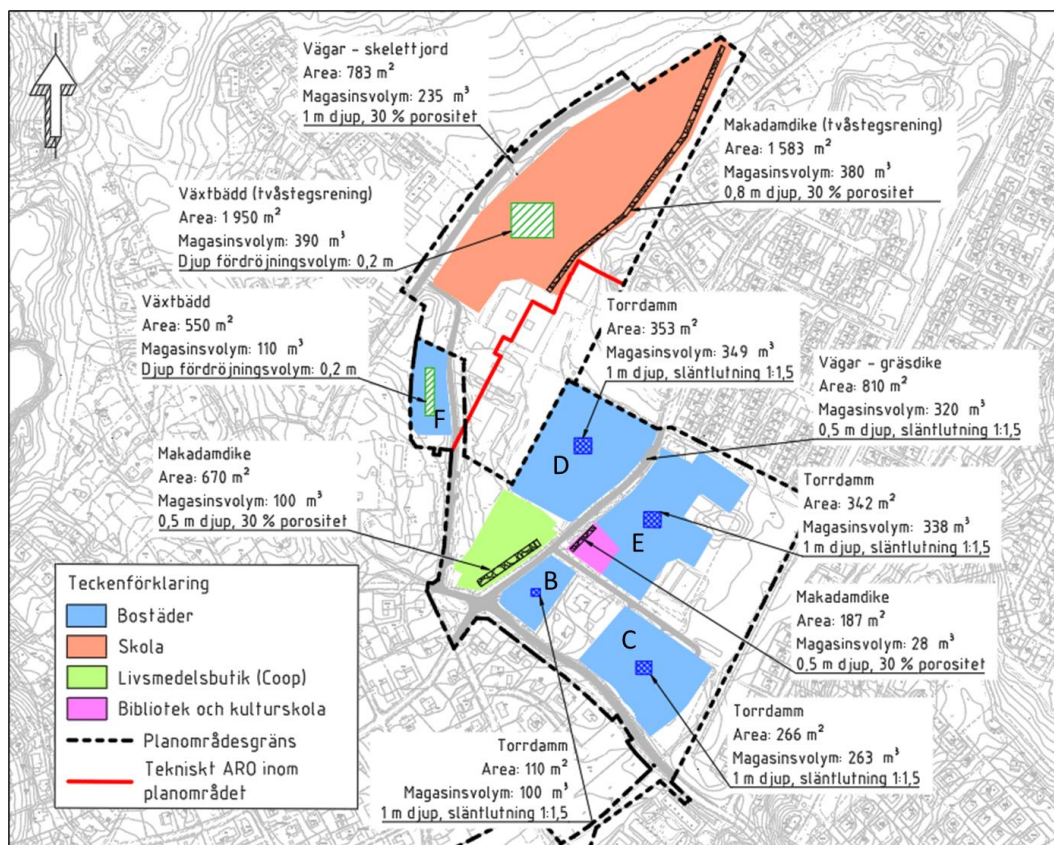 Vägar – skelettjord
Area: 783 m²
Magasinsvolym: 235 m³
1 m djup, 30 % porositet
Makadamdike (tvåstegsrening)
Area: 1 583 m²
Magasinsvolym: 380 m³
0,8 m djup, 30 % porositet
Växtbädd (tvåstegsrening)
Area: 1 950 m²
Magasinsvolym: 390 m³
Djup fördröjningsvolym: 0,2 m
Växtbädd
Area: 550 m²
Magasinsvolym: 110 m³
Djup fördröjningsvolym: 0,2 m
Torrdamm
Area: 353 m²
Magasinsvolym: 349 m³
1 m djup, släntlutning 1:1,5
Vägar – gräsdike
Area: 810 m²
Magasinsvolym: 320 m³
0,5 m djup, släntlutning 1:1,5
F
Makadamdike
Area: 670 m²
Magasinsvolym: 100 m³
0,5 m djup, 30 % porositet
D
Torrdamm
Area: 342 m²
Magasinsvolym: 338 m³
1 m djup, släntlutning 1:1,5
E
B
C
Makadamdike
Area: 187 m²
Magasinsvolym: 28 m³
0,5 m djup, 30 % porositet
Torrdamm
Area: 266 m²
Magasinsvolym: 263 m³
1 m djup, släntlutning 1:1,5
Torrdamm
Area: 110 m²
Magasinsvolym: 100 m³
1 m djup, släntlutning 1:1,5
Teckenförklaring
Bostäder
Skola
Livsmedelsbutik (Coop)
Bibliotek och kulturskola
Planområdesgräns
Tekniskt ARO inom
planområdet